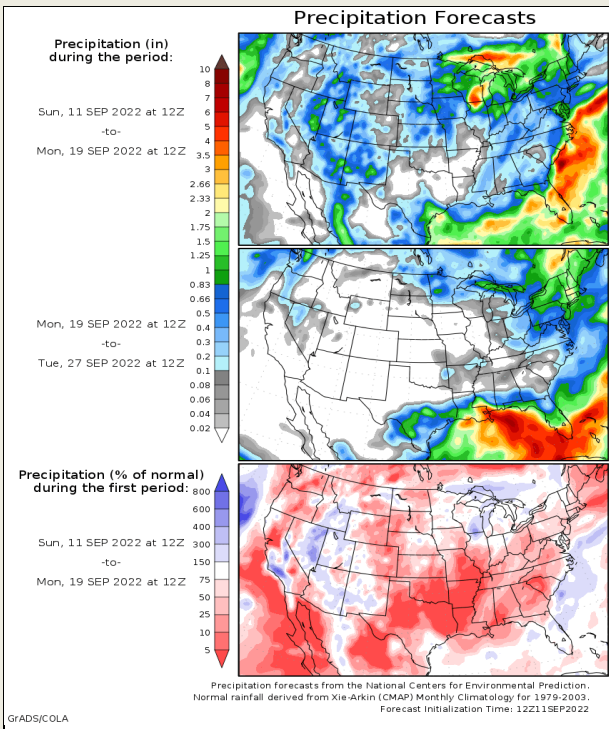 Precipitation Forecasts
Precipitation (in)
during the period:
Sun, 11 SEP 2022 at 12Z
-to-
Mon, 19 SEP 2022 at 12Z
10
8
7
6
5
4
3.5
3
2.66
2.33
2
1.75
1.5
1.25
1
0.83
0.66
0.5
0.4
0.3
0.2
0.1
0.08
0.06
0.04
0.02
Mon, 19 SEP 2022 at 12Z
-to-
Tue, 27 SEP 2022 at 12Z
Precipitation (% of normal)
during the first period:
Sun, 11 SEP 2022 at 12Z
-to-
Mon, 19 SEP 2022 at 12Z
800
600
400
300
150
75
50
25
10
5
Precipitation forecasts from the National Centers for Environmental Prediction.
Normal rainfall derived from Xie-Arkin (CMAP) Monthly Climatology for 1979-2003.
Forecast Initialization Time: 12Z11SEP2022
GrADS/COLA